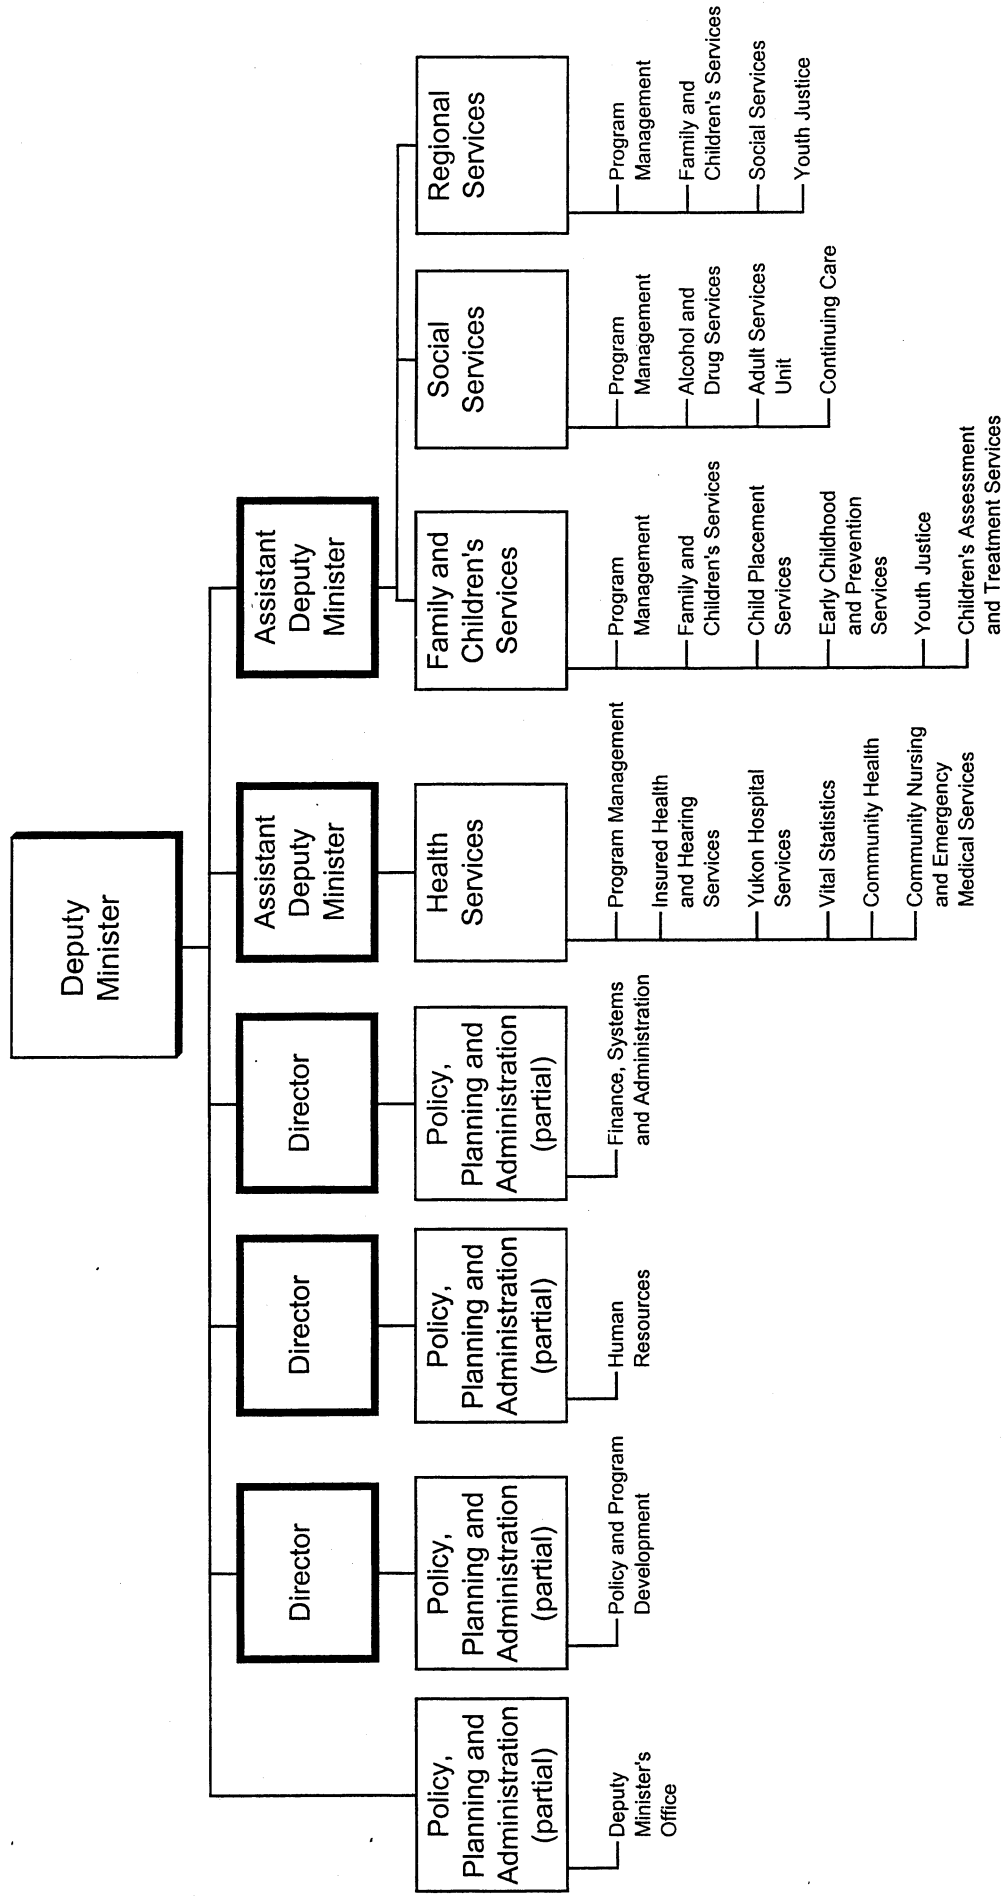 Deputy
Minister
Director
Director
Director
Assistant
Deputy
Minister
Assistant
Deputy
Minister
Policy,
Planning and
Administration
(partial)
Deputy
Minister's
Office
Policy,
Planning and
Administration
(partial)
Policy and Program
Development
Policy,
Planning and
Administration
(partial)
Human
Resources
Policy,
Planning and
Administration
(partial)
Finance, Systems
and Administration
Health
Services
Program Management
Insured Health
and Hearing
Services
Yukon Hospital
Services
Vital Statistics
Community Health
Community Nursing
and Emergency
Medical Services
Family and
Children's
Services
Program
Management
Family and
Children's Services
Child Placement
Services
Early Childhood
and Prevention
Services
Youth Justice
Children's Assessment
and Treatment Services
Social
Services
Program
Management
Alcohol and
Drug Services
Adult Services
Unit
Continuing Care
Regional
Services
Program
Management
Family and
Children's Services
Social Services
Youth Justice